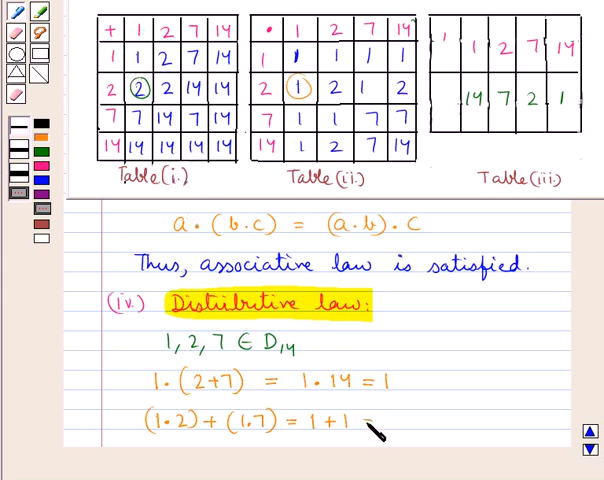 + 1 2 7 14 • 1 2 7 14 ' 1 2 7 14
1 1 2 7 14 1 1 1 1 1 14 7 2 1
2 2 2 14 14 2 1 2 1 2
7 7 14 7 14 7 1 1 7 7
14 14 14 14 14 14 1 2 7 14
Table(i.) Table(ii.) Table(iii)
a • (b.c) = (a.b) • c
Thus, associative law is satisfied.
(iv.) Distributive law:
1, 2, 7 ∈ D₁₄
1 • (2+7) = 1 • 14 = 1
(1 • 2) + (1.7) = 1 + 1 =